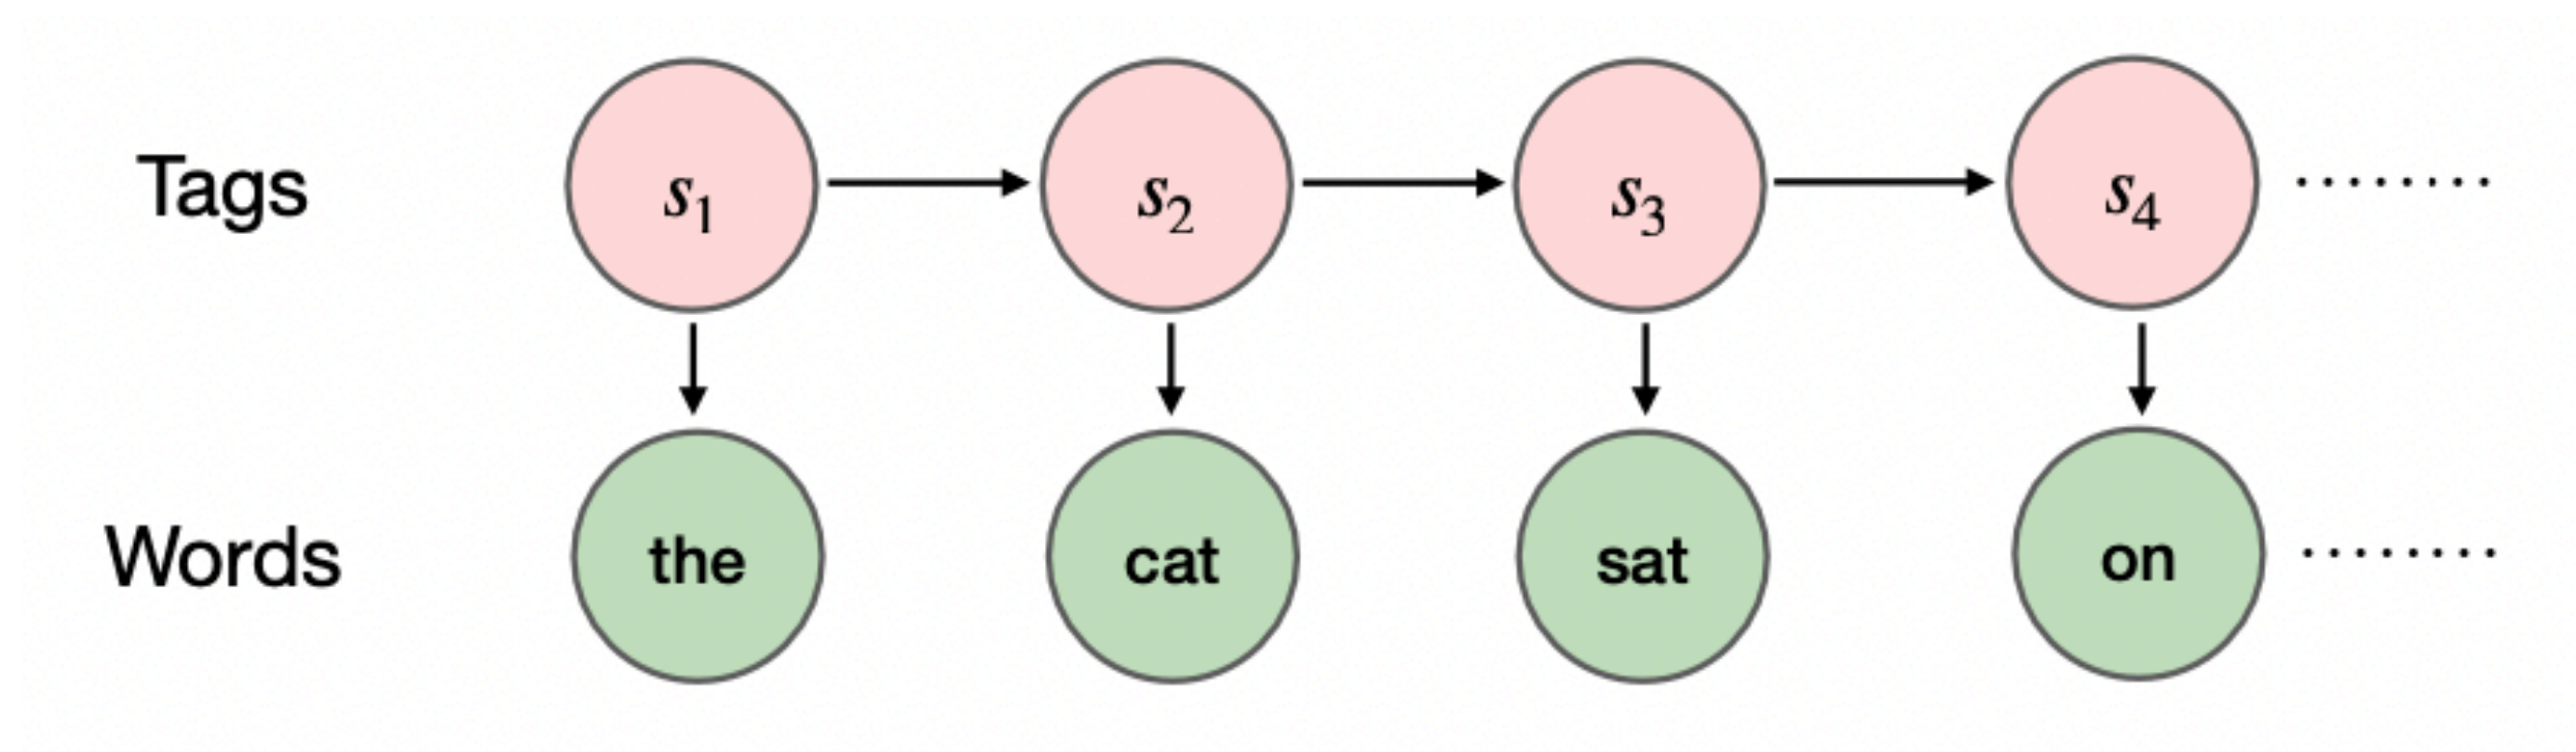 Tags s₁ s₂ s₃ s₄ ........
Words the cat sat on ........